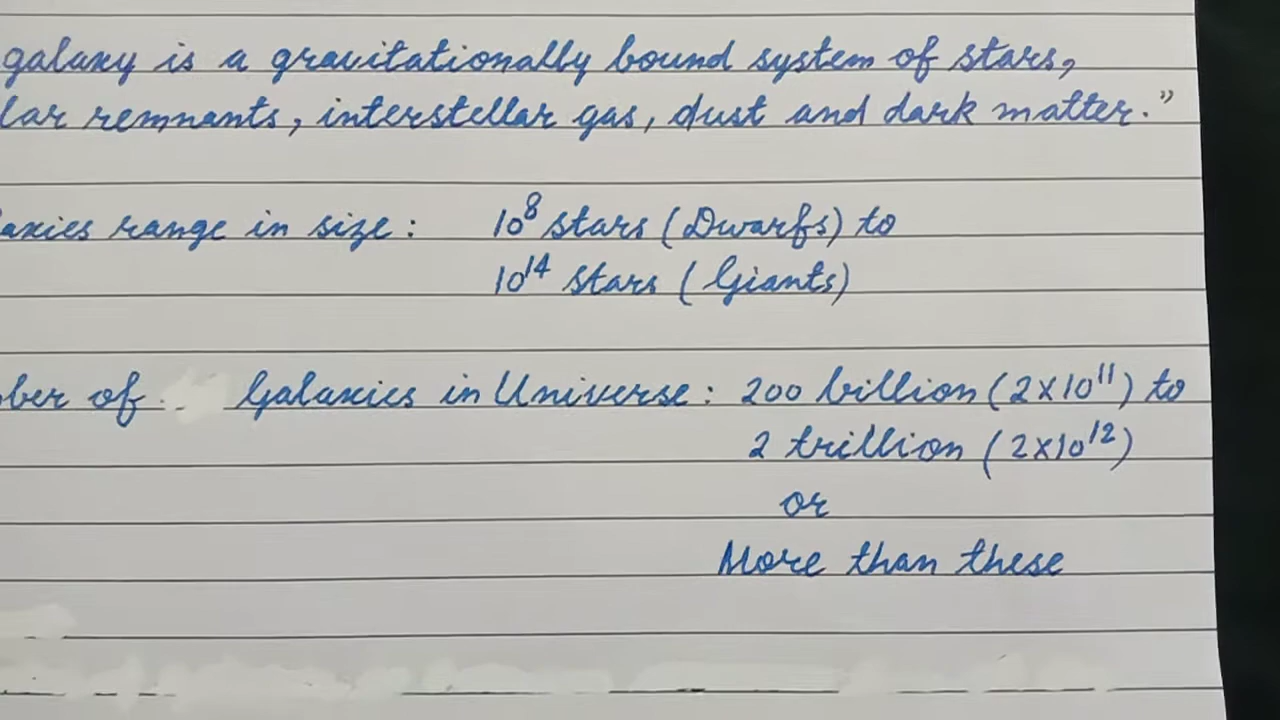 galaxy is a gravitationally bound system of stars,
lar remnants, interstellar gas, dust and dark matter.”
axies range in size : 10⁸ stars (Dwarfs) to
10¹⁴ stars (Giants)
ber of Galaxies in Universe : 200 billion (2×10¹¹) to
2 trillion (2×10¹²)
or
More than these